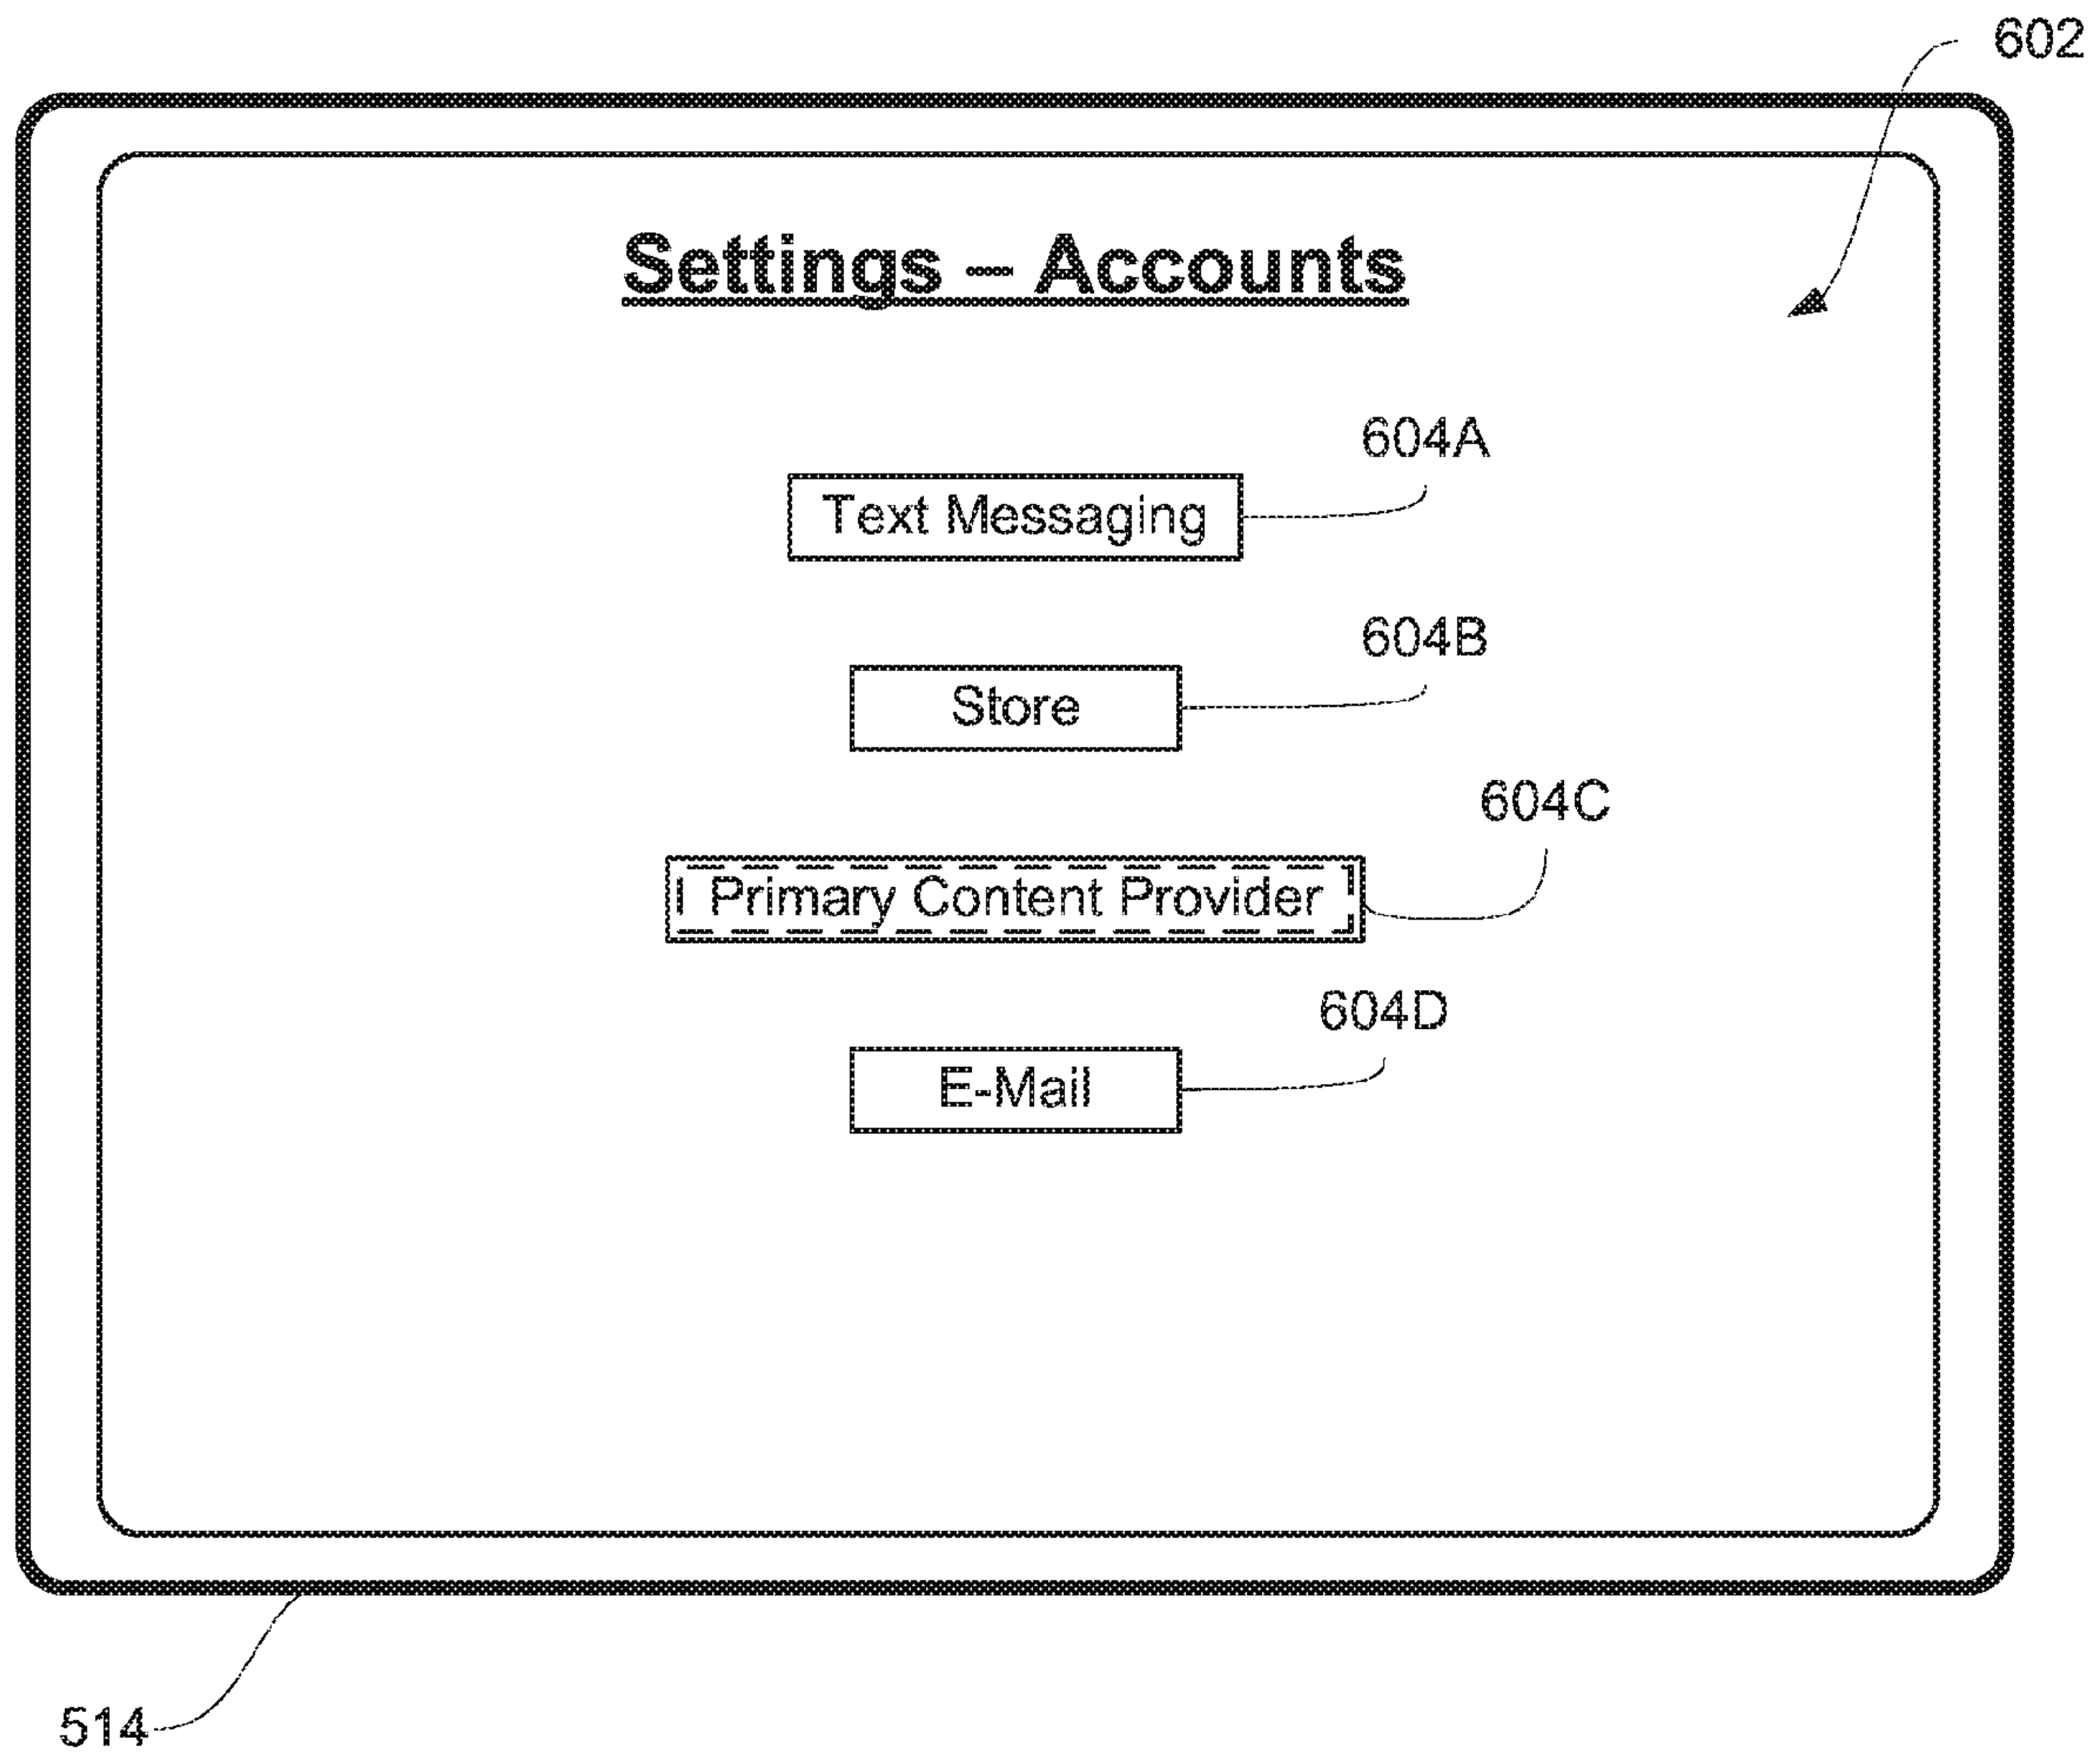 602
Settings – Accounts
604A
Text Messaging
604B
Store
604C
Primary Content Provider
604D
E-Mail
514